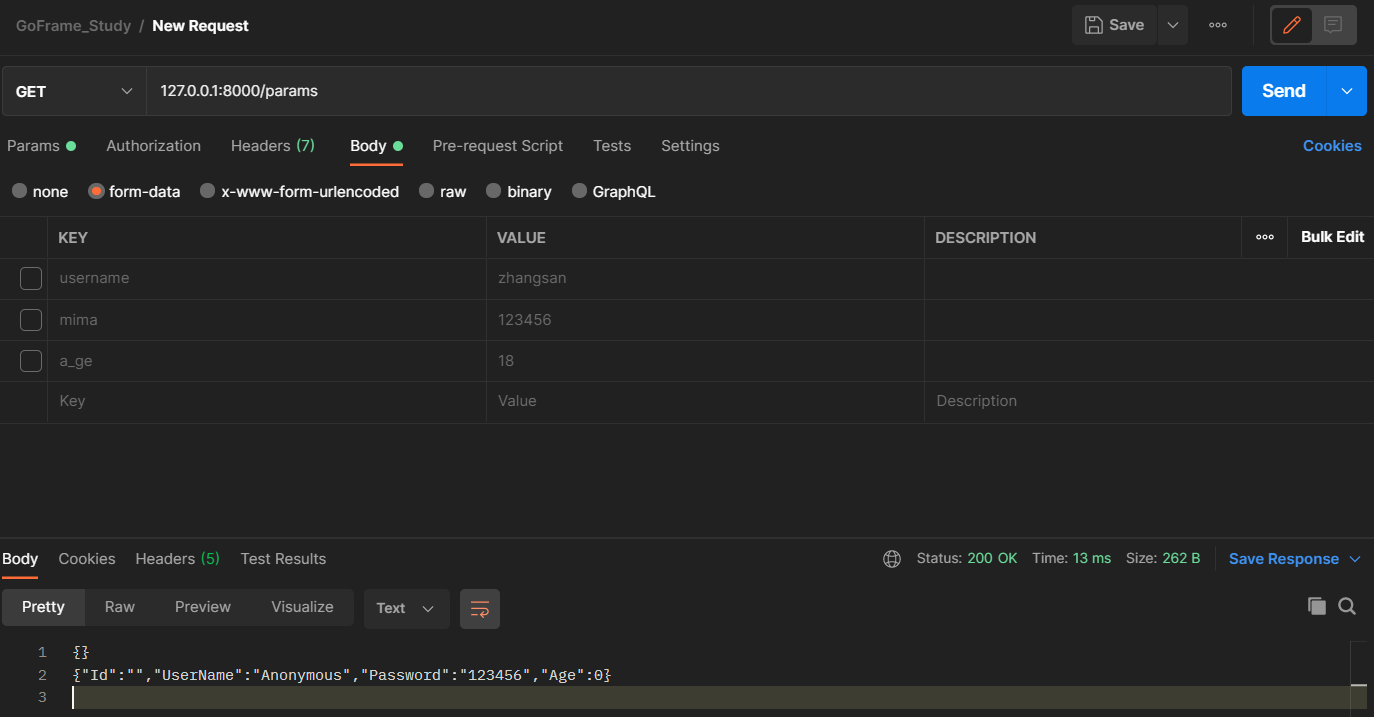 GoFrame_Study / New Request
Save
GET
127.0.0.1:8000/params
Send
Params Authorization Headers (7) Body Pre-request Script Tests Settings Cookies
none form-data x-www-form-urlencoded raw binary GraphQL
KEY VALUE DESCRIPTION Bulk Edit
username zhangsan
mima 123456
a_ge 18
Key Value Description
Body Cookies Headers (5) Test Results Status: 200 OK Time: 13 ms Size: 262 B Save Response
Pretty Raw Preview Visualize Text
1 {}
2 {"Id":"","UserName":"Anonymous","Password":"123456","Age":0}
3